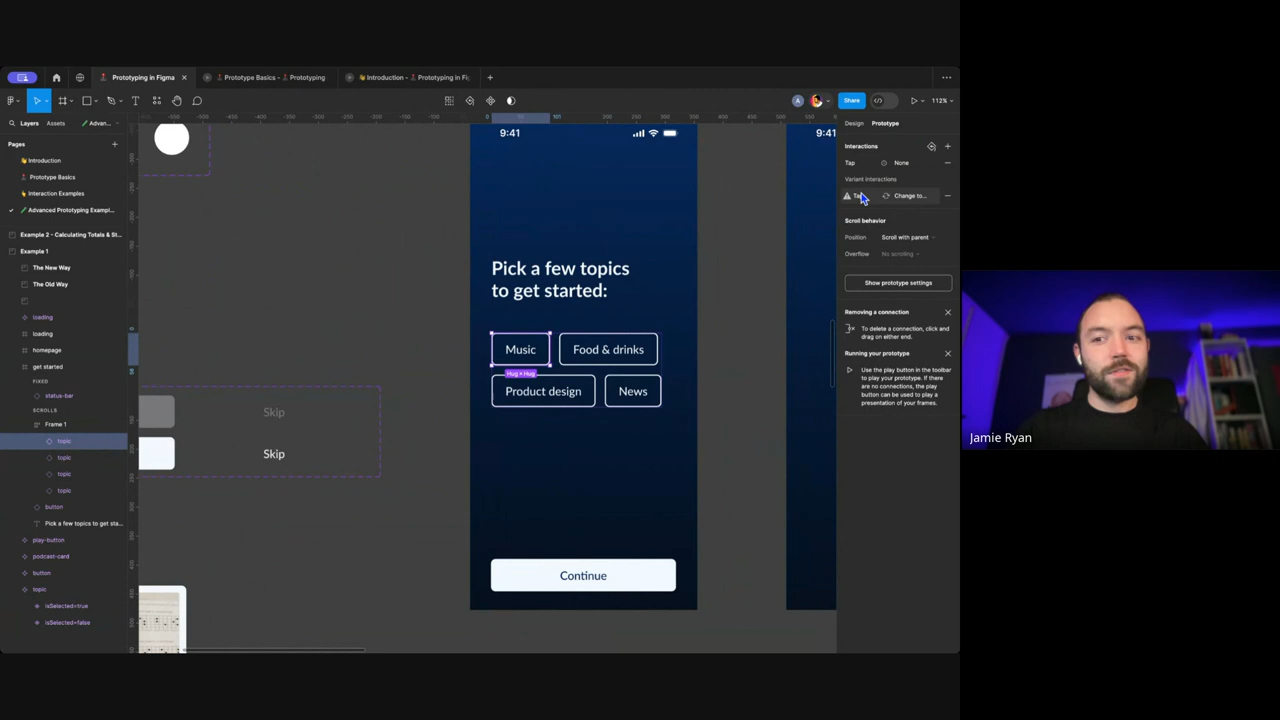 Prototyping in Figma
Prototype Basics - Prototyping
Introduction - Prototyping in Fig
Layers
Assets
Advan...
Share
112%
Pages
Introduction
Prototype Basics
Interaction Examples
Advanced Prototyping Exampl...
Example 2 - Calculating Totals & St...
Example 1
The New Way
The Old Way
loading
loading
homepage
get started
FIXED
status-bar
SCROLLS
Frame 1
topic
topic
topic
topic
button
Pick a few topics to get sta...
play-button
podcast-card
button
topic
isSelected=true
isSelected=false
0
101
Skip
Skip
9:41
Pick a few topics
to get started:
Music
Food & drinks
Hug × Hug
Product design
News
Continue
9:41
Design
Prototype
Interactions
Tap
None
Variant interactions
Change to...
Scroll behavior
Position
Scroll with parent
Overflow
No scrolling
Show prototype settings
Removing a connection
To delete a connection, click and
drag on either end.
Running your prototype
Use the play button in the toolbar
to play your prototype. If there
are no connections, the play
button can be used to play a
presentation of your frames.
Jamie Ryan